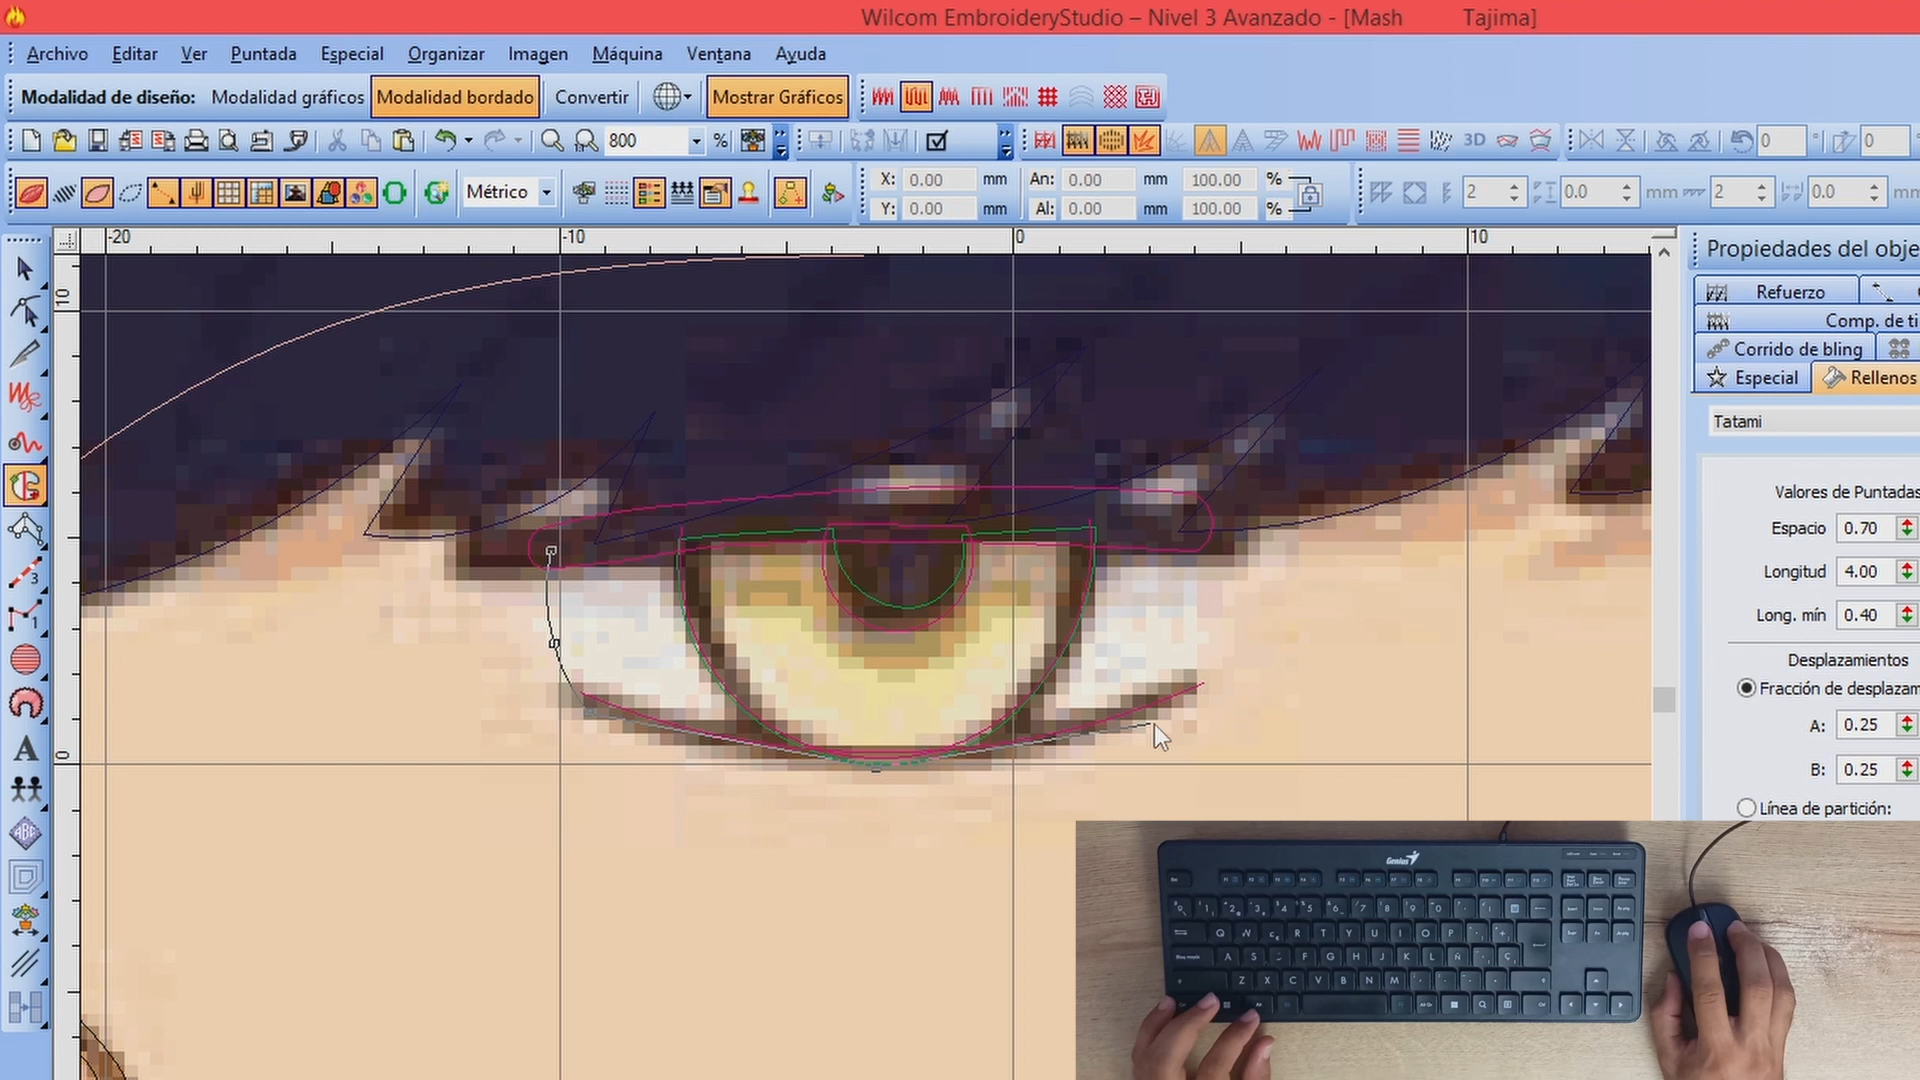 Wilcom EmbroideryStudio – Nivel 3 Avanzado - [Mash Tajima]
Archivo Editar Ver Puntada Especial Organizar Imagen Máquina Ventana Ayuda
Modalidad de diseño: Modalidad gráficos Modalidad bordado Convertir Mostrar Gráficos
800 % 3D 0 ° 0
Métrico X: 0.00 mm An: 0.00 mm 100.00 % 2 0.0 mm 2 0.0 mm
Y: 0.00 mm Al: 0.00 mm 100.00 %
-20 -10 0 10
10
0
3
1
A
ABC
Propiedades del obje
Refuerzo
Comp. de ti
Corrido de bling
Especial Rellenos
Tatami
Valores de Puntadas
Espacio 0.70
Longitud 4.00
Long. mín 0.40
Desplazamientos
Fracción de desplazam
A: 0.25
B: 0.25
Línea de partición:
Genius
Q W R T Y U I O P
A S F G H J K L Ñ
Z X C V B N M